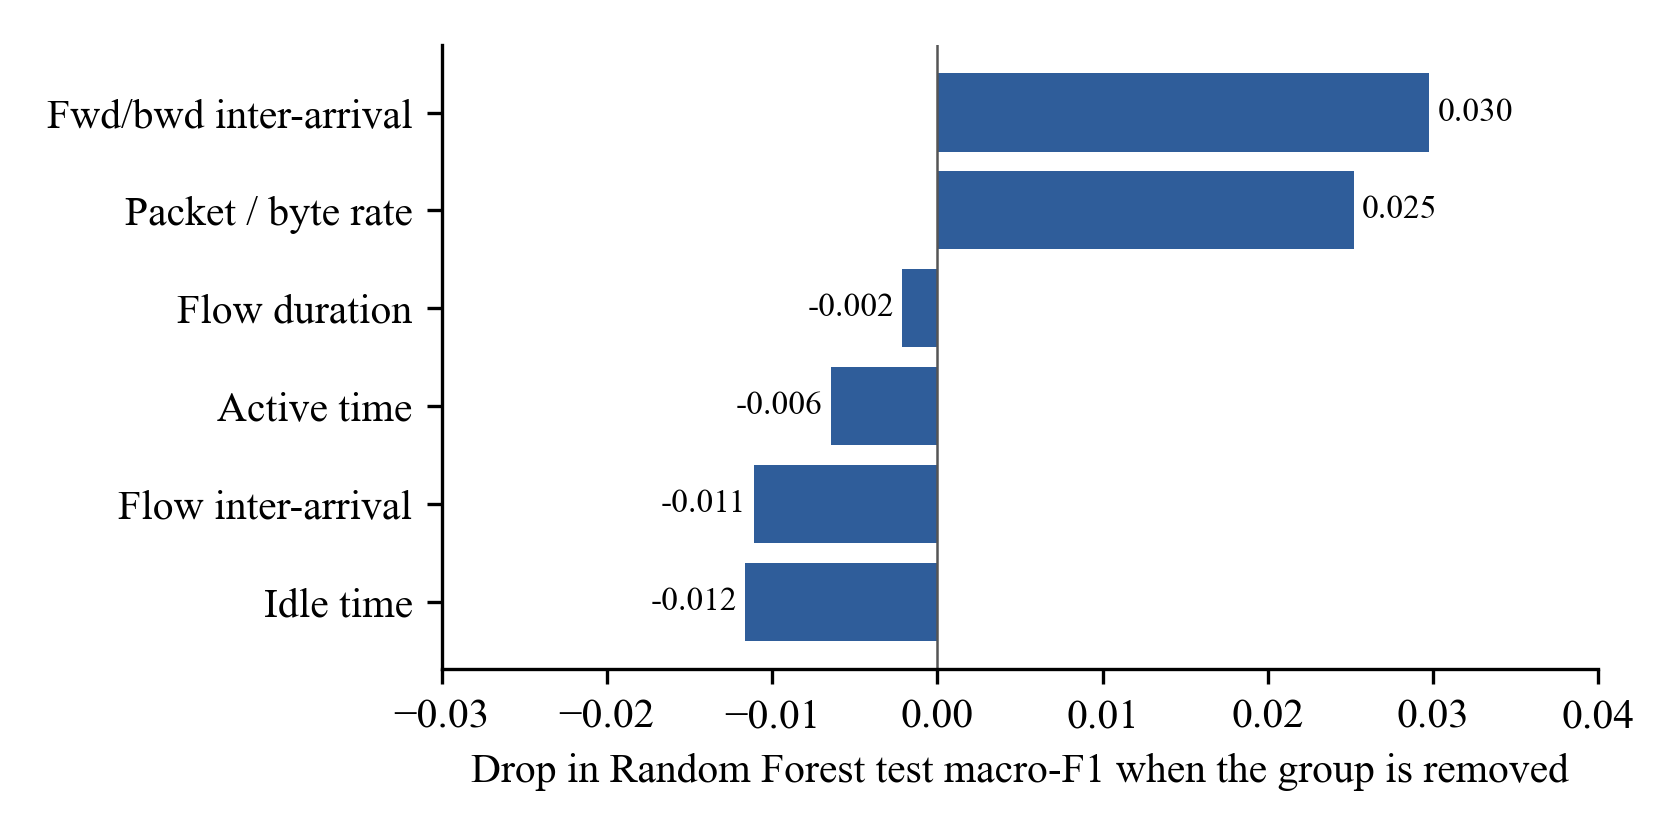 Fwd/bwd inter-arrival 0.030
Packet / byte rate 0.025
Flow duration -0.002
Active time -0.006
Flow inter-arrival -0.011
Idle time -0.012
−0.03 −0.02 −0.01 0.00 0.01 0.02 0.03 0.04
Drop in Random Forest test macro-F1 when the group is removed